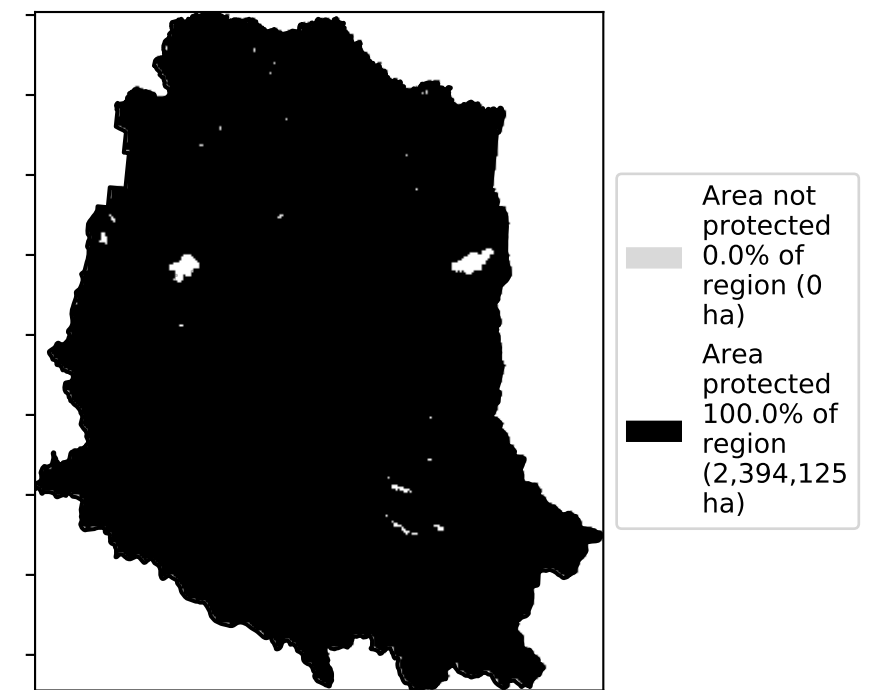 Area not
protected
0.0% of
region (0
ha)
Area
protected
100.0% of
region
(2,394,125
ha)